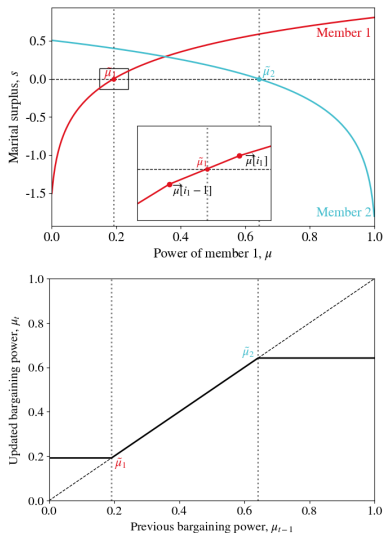 Member 1
0.5
μ̃₁
μ̃₂
0.0
Marital surplus, s
-0.5
μ̃₁
μ⃗[i₁]
-1.0
μ⃗[i₁ − 1]
-1.5
Member 2
0.0 0.2 0.4 0.6 0.8 1.0
Power of member 1, μ
1.0
0.8
Updated bargaining power, μₜ
μ̃₂
0.6
0.4
0.2
μ̃₁
0.0
0.0 0.2 0.4 0.6 0.8 1.0
Previous bargaining power, μₜ₋₁